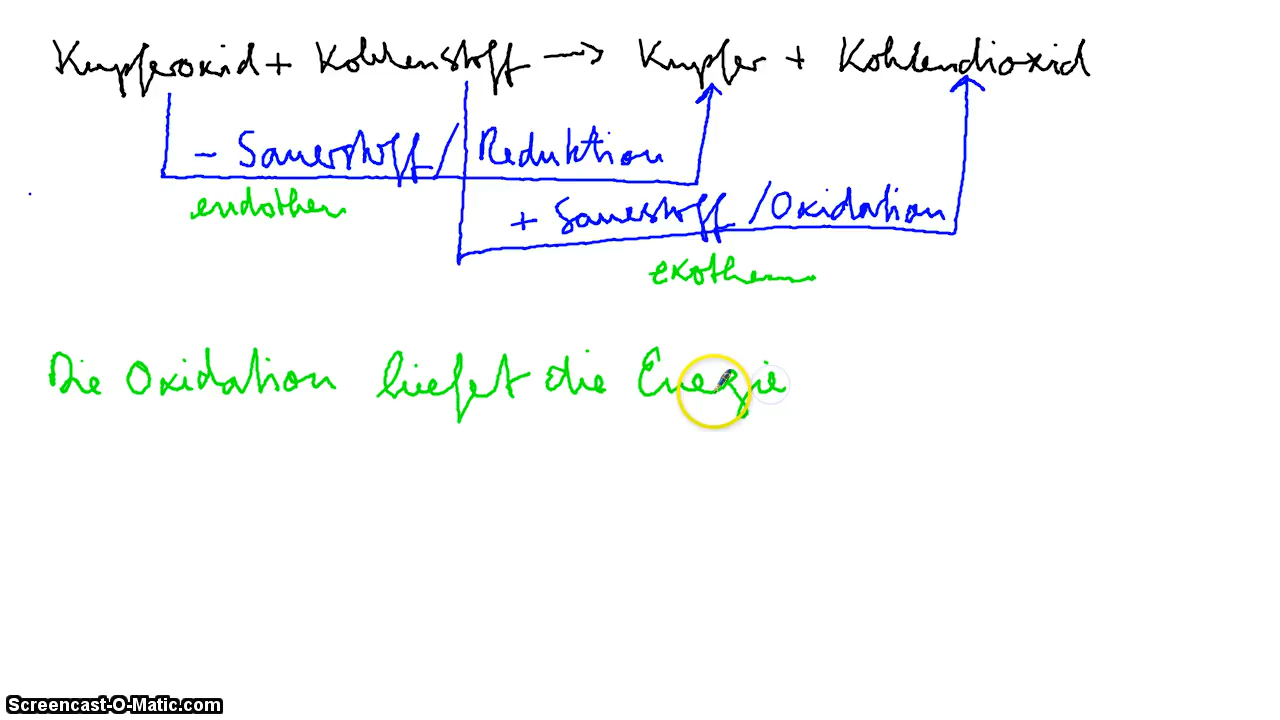 Kupferoxid + Kohlenstoff → Kupfer + Kohlendioxid
- Sauerstoff / Reduktion
endotherm
+ Sauerstoff / Oxidation
exotherm
Die Oxidation liefert die Energie
Screencast-O-Matic.com